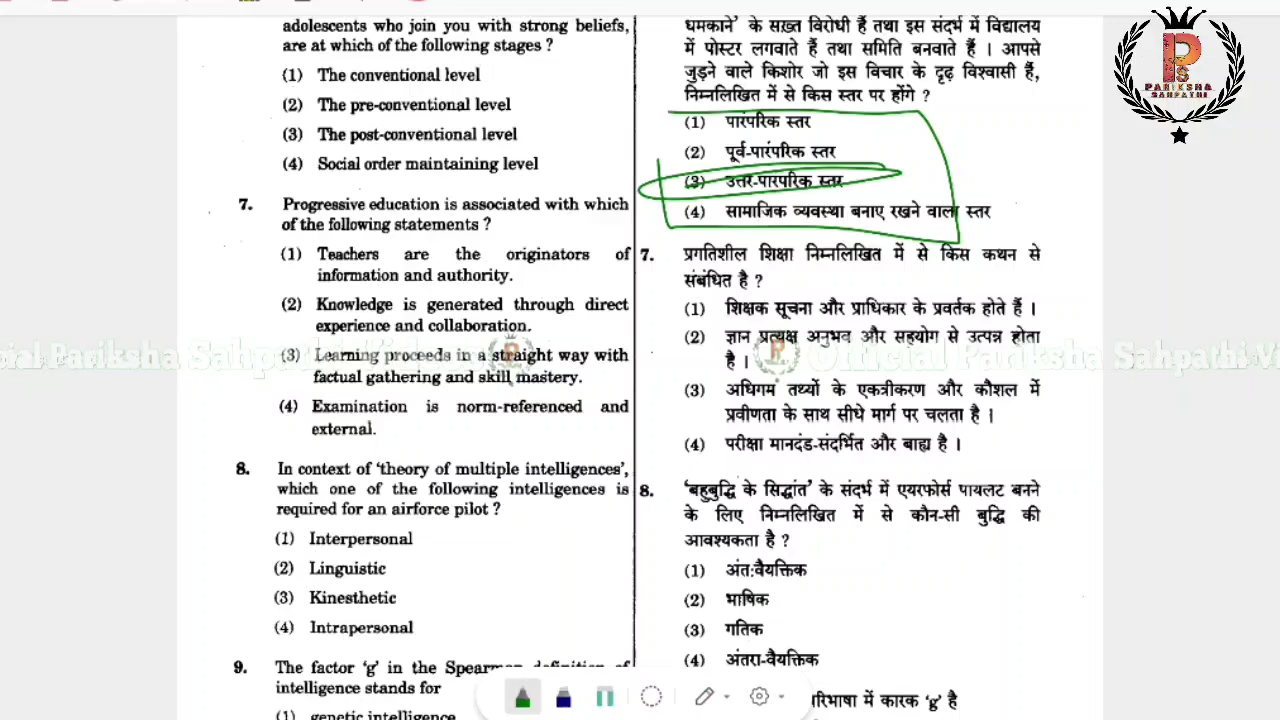 adolescents who join you with strong beliefs,
are at which of the following stages ?
(1) The conventional level
(2) The pre-conventional level
(3) The post-conventional level
(4) Social order maintaining level
7. Progressive education is associated with which
of the following statements ?
(1) Teachers are the originators of
information and authority.
(2) Knowledge is generated through direct
experience and collaboration.
(3) Learning proceeds in a straight way with
factual gathering and skill mastery.
(4) Examination is norm-referenced and
external.
8. In context of 'theory of multiple intelligences',
which one of the following intelligences is
required for an airforce pilot ?
(1) Interpersonal
(2) Linguistic
(3) Kinesthetic
(4) Intrapersonal
9. The factor 'g' in the Spearman definition of
intelligence stands for
(1) genetic intelligence
धमकाने' के सख़्त विरोधी हैं तथा इस संदर्भ में विद्यालय
में पोस्टर लगवाते हैं तथा समिति बनवाते हैं । आपसे
जुड़ने वाले किशोर जो इस विचार के दृढ़ विश्वासी हैं,
निम्नलिखित में से किस स्तर पर होंगे ?
(1) पारंपरिक स्तर
(2) पूर्व-पारंपरिक स्तर
(3) उत्तर-पारंपरिक स्तर
(4) सामाजिक व्यवस्था बनाए रखने वाला स्तर
7. प्रगतिशील शिक्षा निम्नलिखित में से किस कथन से
संबंधित है ?
(1) शिक्षक सूचना और प्राधिकार के प्रवर्तक होते हैं ।
(2) ज्ञान प्रत्यक्ष अनुभव और सहयोग से उत्पन्न होता
है ।
(3) अधिगम तथ्यों के एकत्रीकरण और कौशल में
प्रवीणता के साथ सीधे मार्ग पर चलता है ।
(4) परीक्षा मानदंड-संदर्भित और बाह्य है ।
8. 'बहुबुद्धि के सिद्धांत' के संदर्भ में एयरफोर्स पायलट बनने
के लिए निम्नलिखित में से कौन-सी बुद्धि की
आवश्यकता है ?
(1) अंत:वैयक्तिक
(2) भाषिक
(3) गतिक
(4) अंतरा-वैयक्तिक
परिभाषा में कारक 'g' है
PARIKSHA
SAHPATHI
Pariksha Sahpathi
Official Pariksha Sahpathi